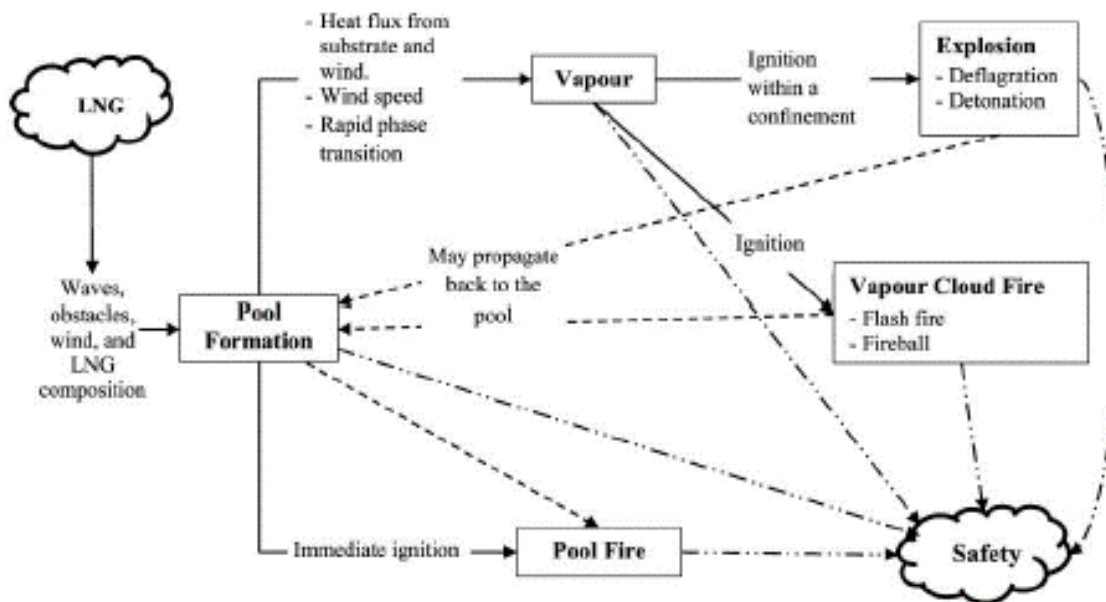 LNG
Waves,
obstacles,
wind, and
LNG
composition
Pool
Formation
- Heat flux from
substrate and
wind.
- Wind speed
- Rapid phase
transition
Vapour
Ignition
within a
confinement
Explosion
- Deflagration
- Detonation
May propagate
back to the
pool
Ignition
Vapour Cloud Fire
- Flash fire
- Fireball
Immediate ignition
Pool Fire
Safety